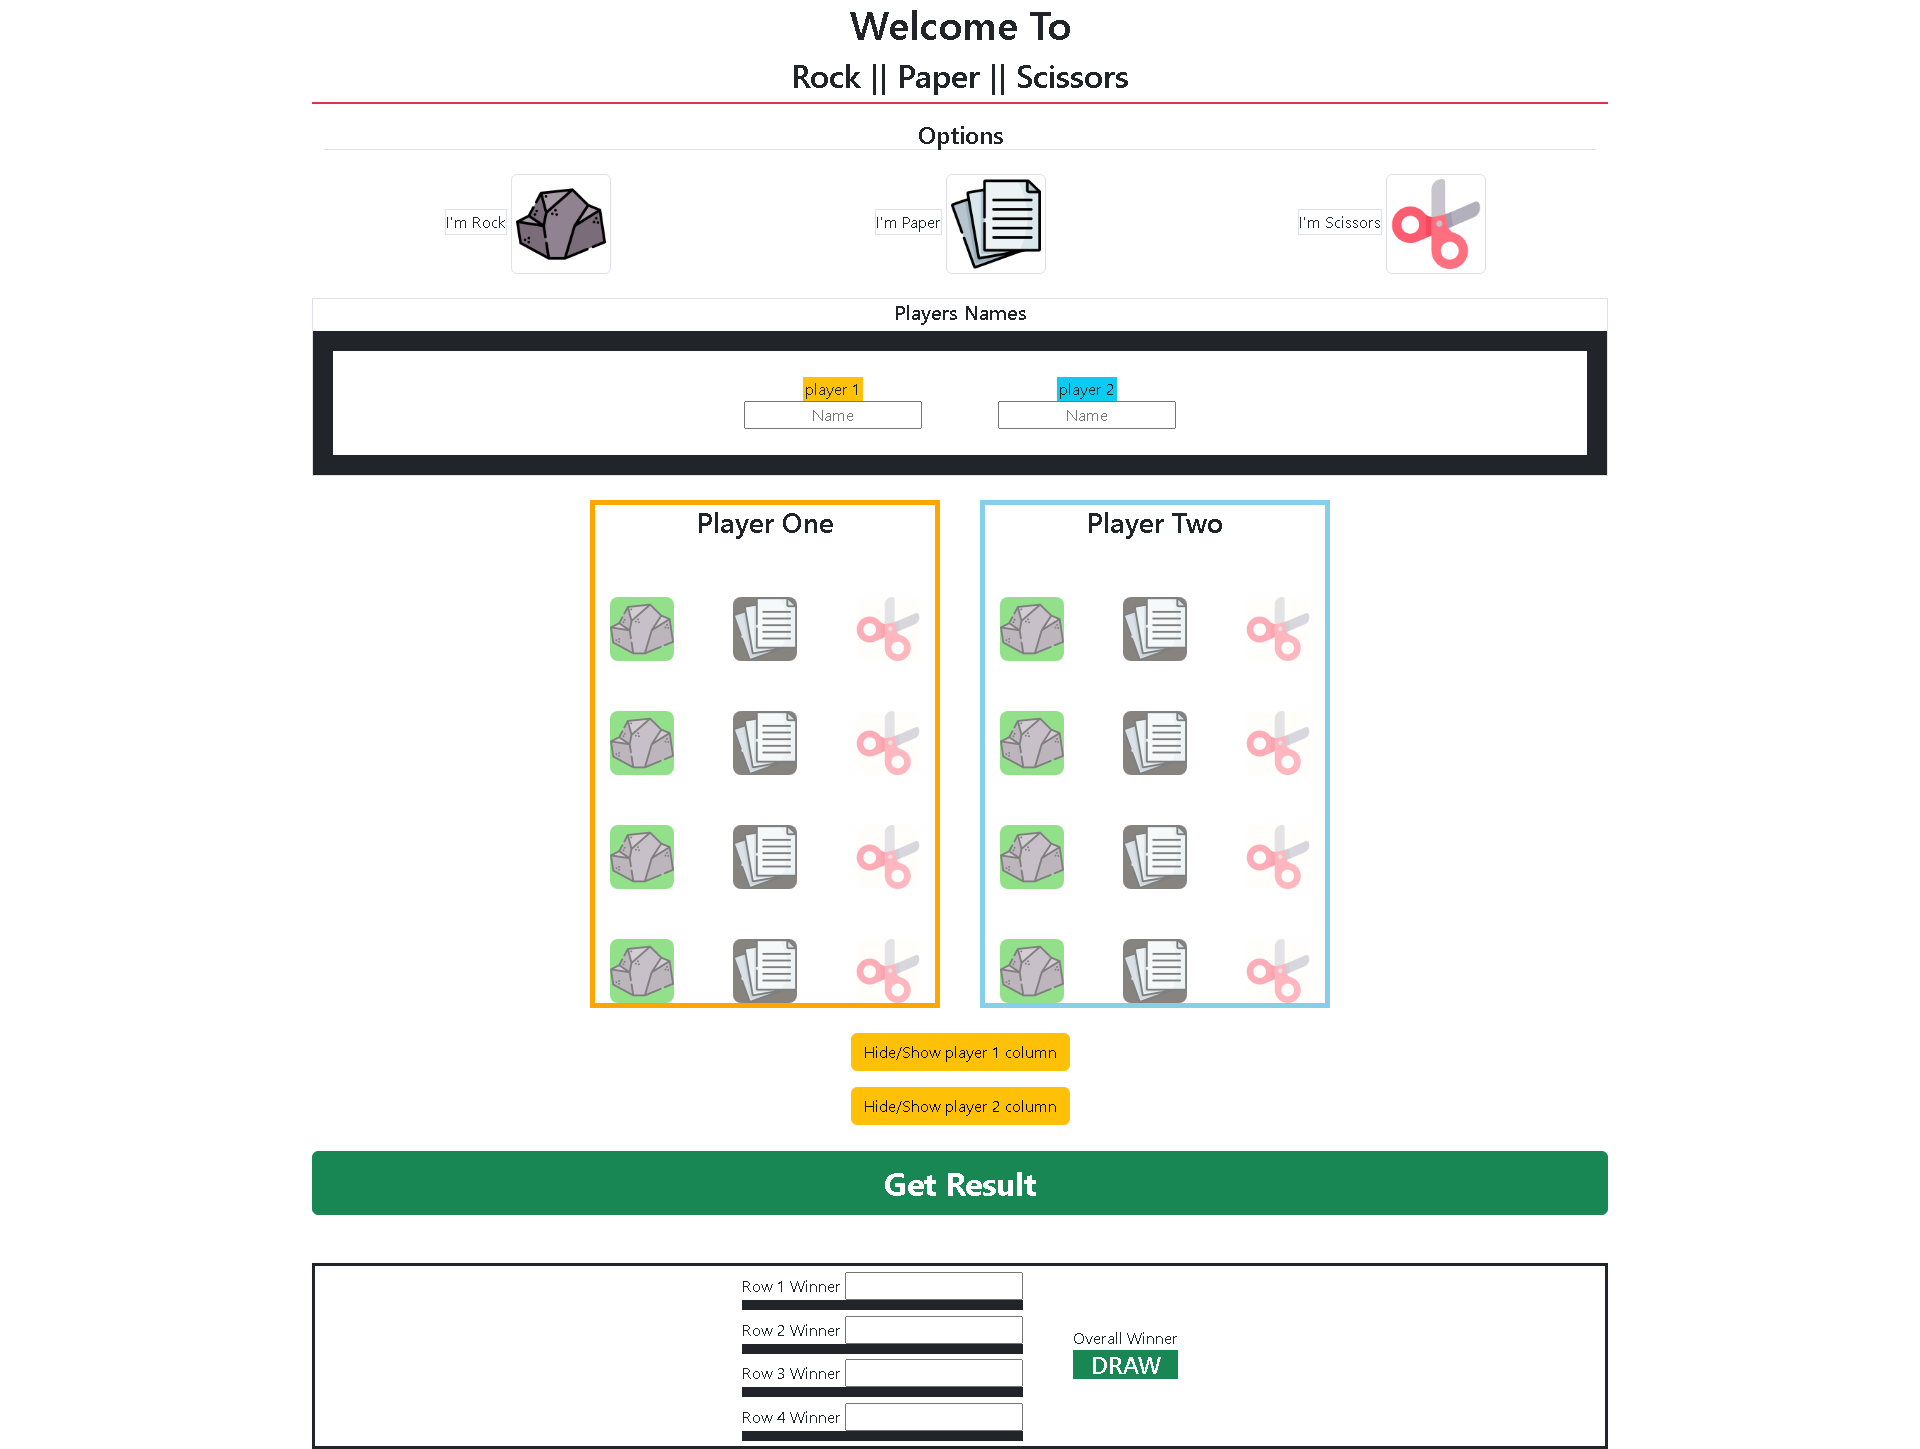 Welcome To
Rock || Paper || Scissors
Options
I'm Rock
I'm Paper
I'm Scissors
Players Names
player 1
player 2
Name
Name
Player One
Player Two
Hide/Show player 1 column
Hide/Show player 2 column
Get Result
Row 1 Winner
Row 2 Winner
Row 3 Winner
Row 4 Winner
Overall Winner
DRAW